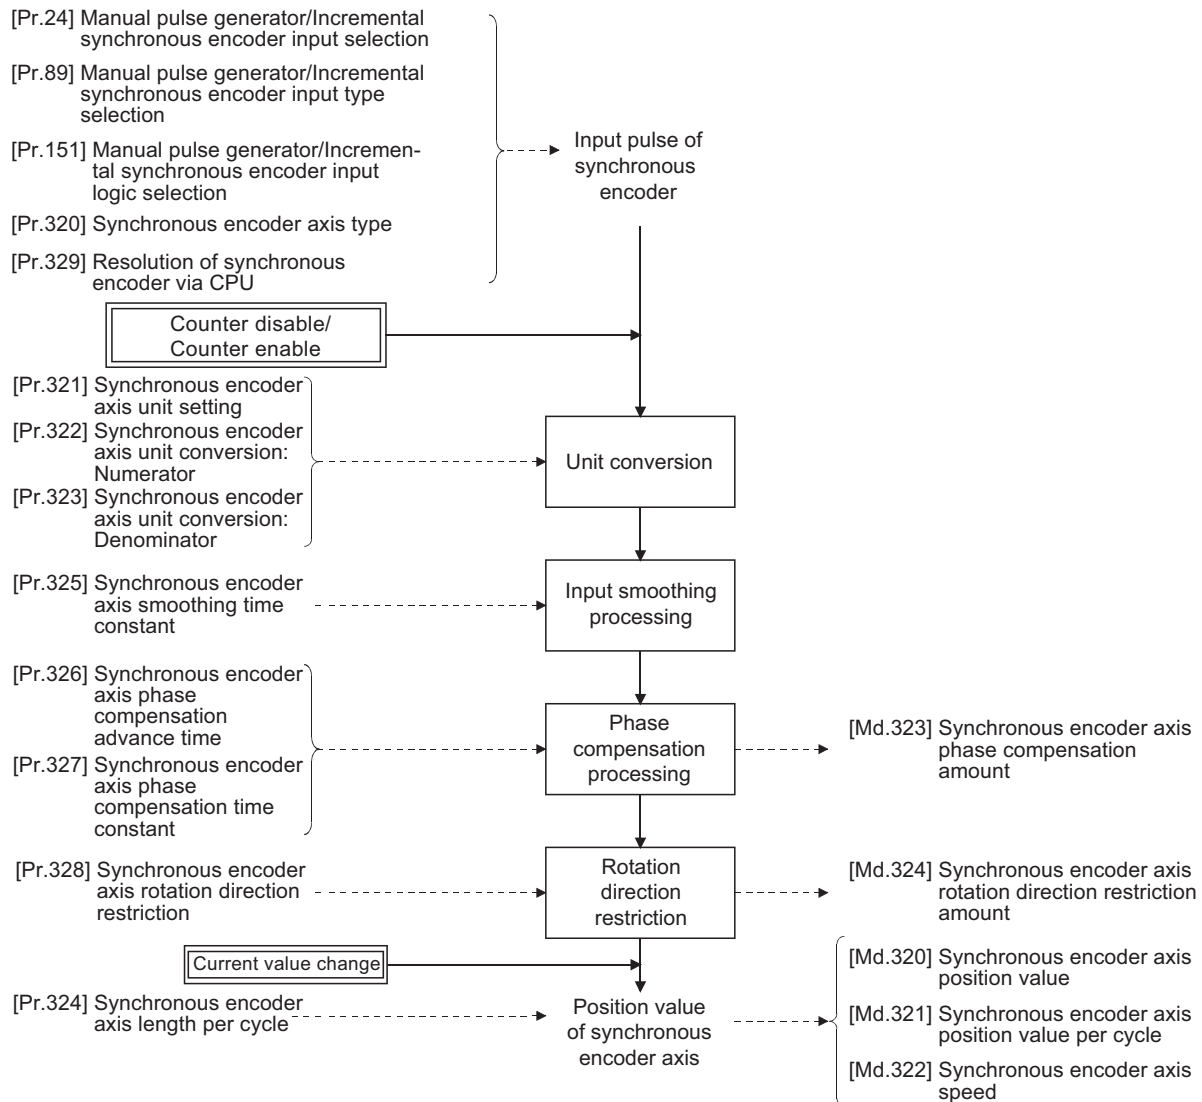 [Pr.24] Manual pulse generator/Incremental
synchronous encoder input selection
[Pr.89] Manual pulse generator/Incremental
synchronous encoder input type
selection
[Pr.151] Manual pulse generator/Incremen-
tal synchronous encoder input
logic selection
[Pr.320] Synchronous encoder axis type
[Pr.329] Resolution of synchronous
encoder via CPU
Input pulse of
synchronous
encoder
Counter disable/
Counter enable
[Pr.321] Synchronous encoder
axis unit setting
[Pr.322] Synchronous encoder
axis unit conversion:
Numerator
[Pr.323] Synchronous encoder
axis unit conversion:
Denominator
Unit conversion
[Pr.325] Synchronous encoder
axis smoothing time
constant
Input smoothing
processing
[Pr.326] Synchronous encoder
axis phase
compensation
advance time
[Pr.327] Synchronous encoder
axis phase
compensation time
constant
Phase
compensation
processing
[Md.323] Synchronous encoder axis
phase compensation
amount
[Pr.328] Synchronous encoder
axis rotation direction
restriction
Rotation
direction
restriction
[Md.324] Synchronous encoder axis
rotation direction restriction
amount
Current value change
[Pr.324] Synchronous encoder
axis length per cycle
Position value
of synchronous
encoder axis
[Md.320] Synchronous encoder axis
position value
[Md.321] Synchronous encoder axis
position value per cycle
[Md.322] Synchronous encoder axis
speed